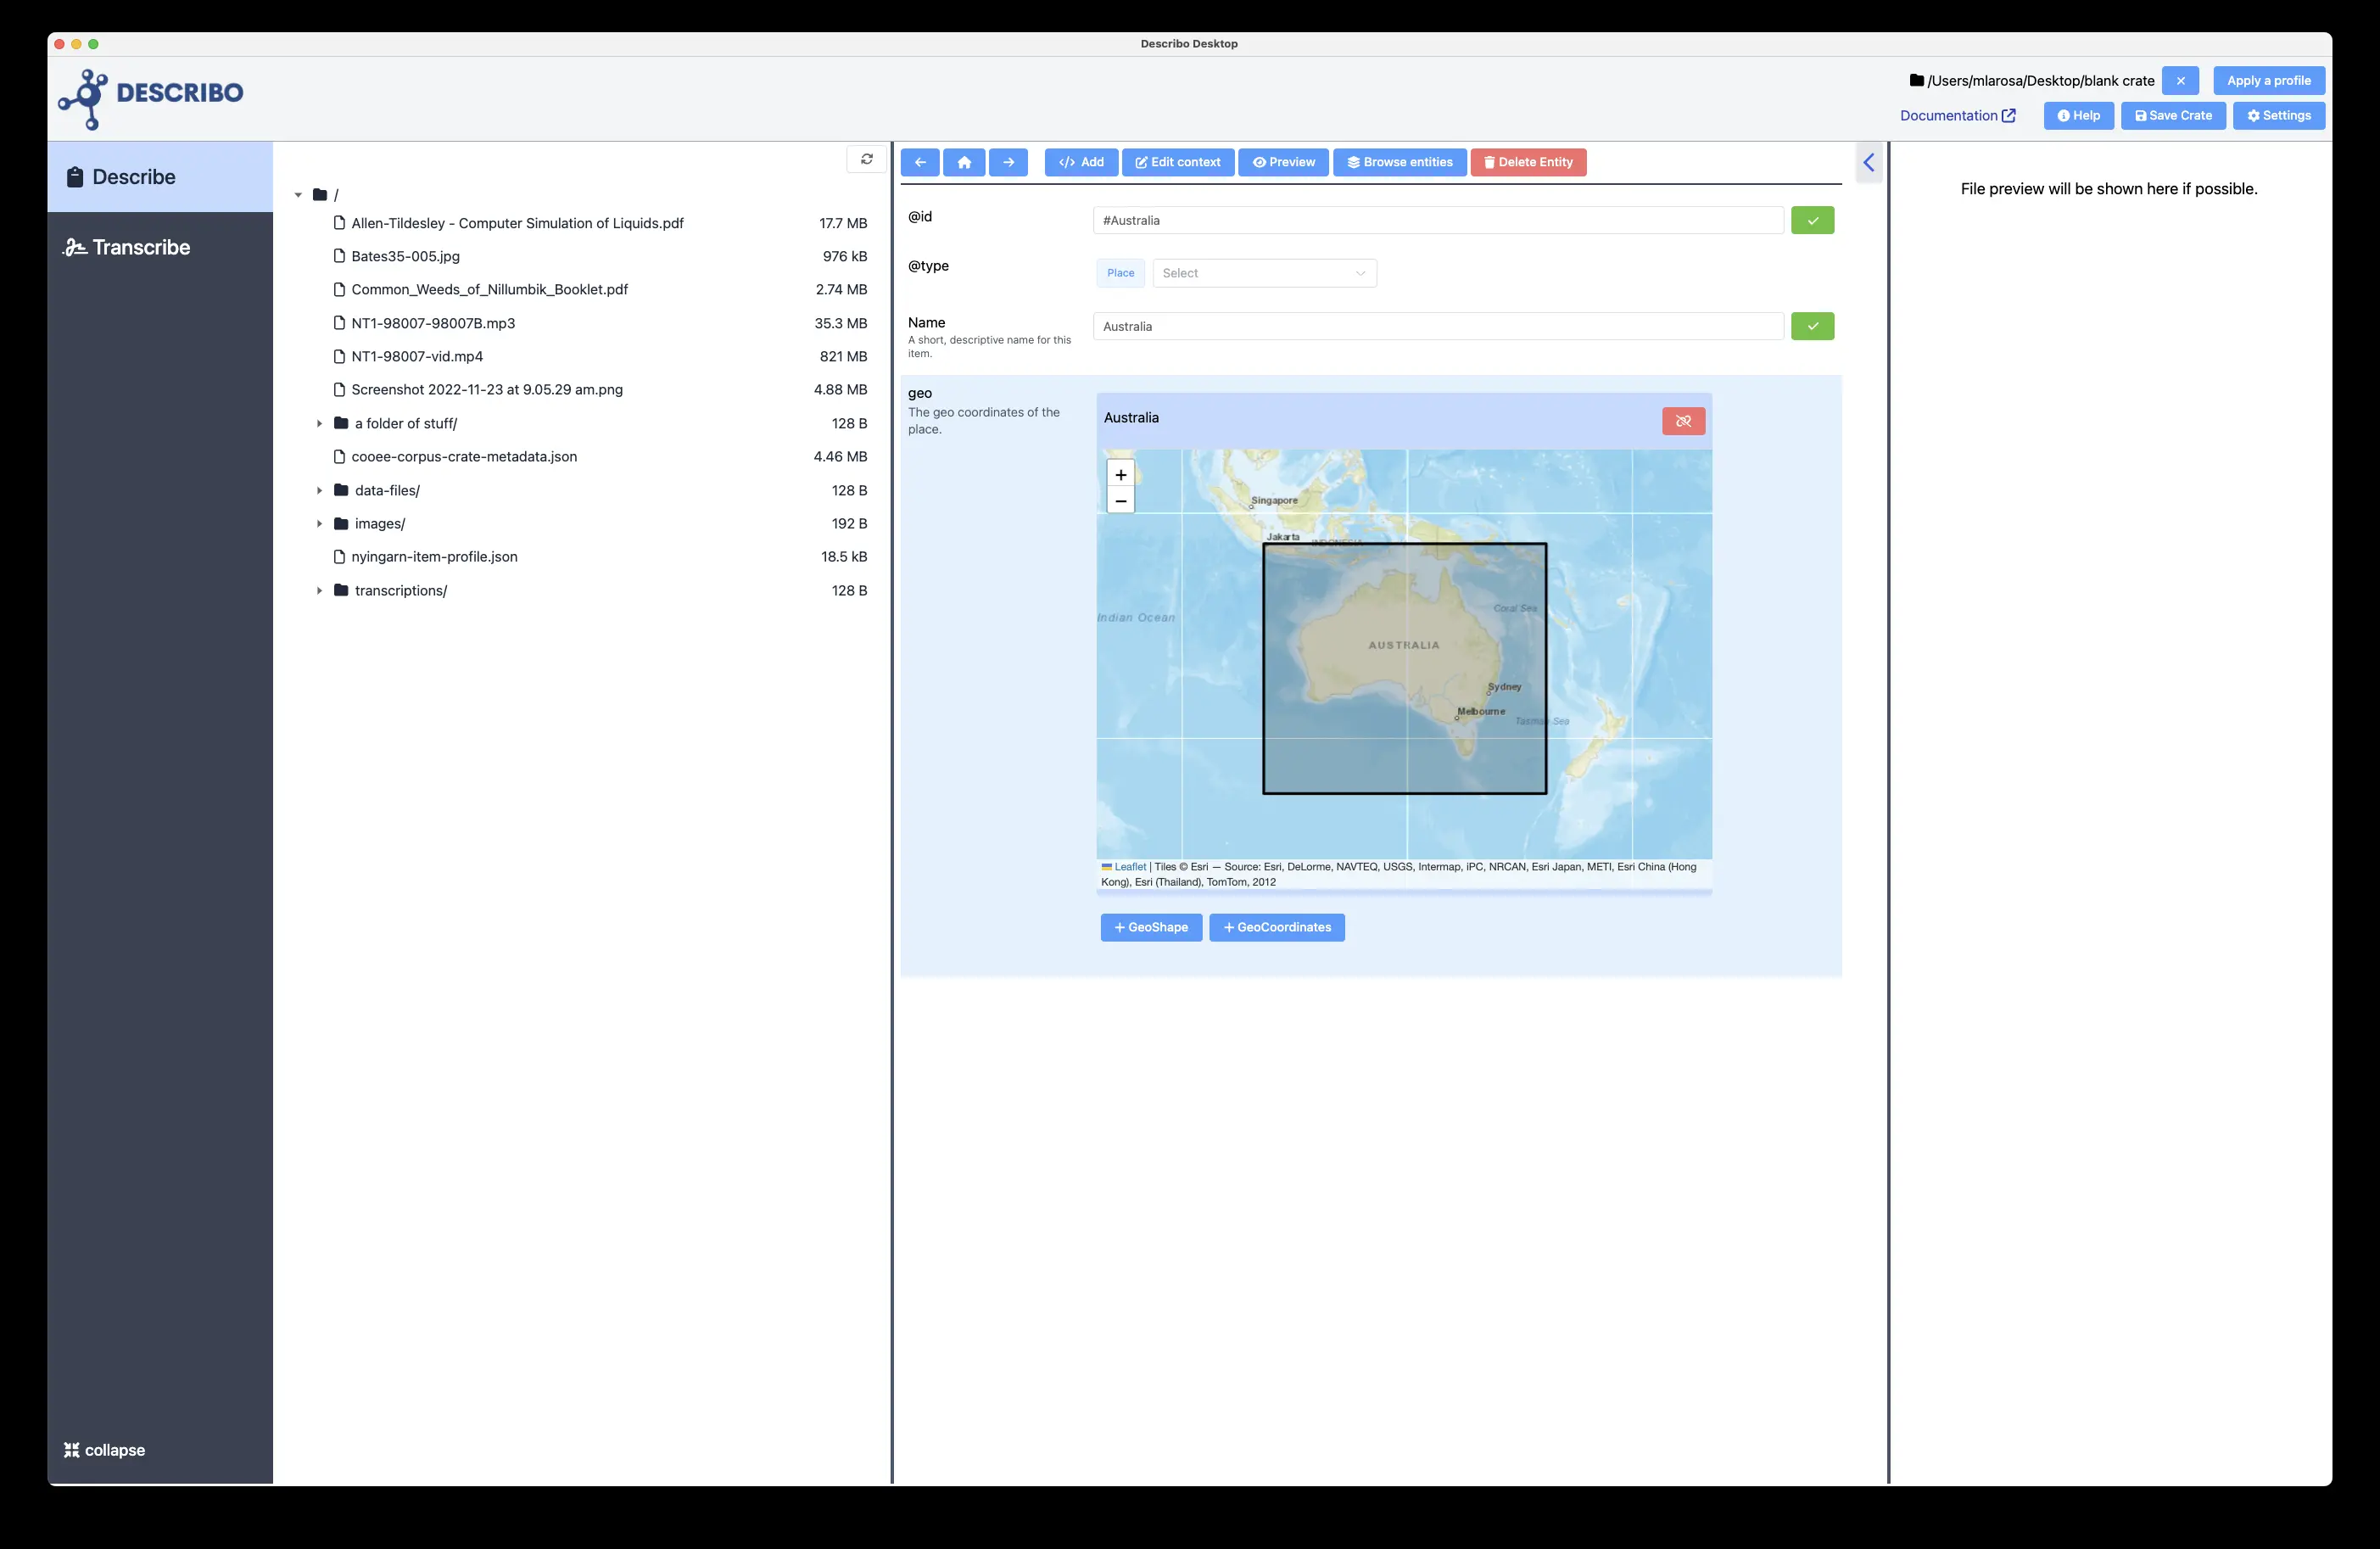 Describo Desktop
DESCRIBO
/Users/mlarosa/Desktop/blank crate
Apply a profile
Documentation
Help
Save Crate
Settings
Describe
Transcribe
collapse
/
Allen-Tildesley - Computer Simulation of Liquids.pdf 17.7 MB
Bates35-005.jpg 976 kB
Common_Weeds_of_Nillumbik_Booklet.pdf 2.74 MB
NT1-98007-98007B.mp3 35.3 MB
NT1-98007-vid.mp4 821 MB
Screenshot 2022-11-23 at 9.05.29 am.png 4.88 MB
a folder of stuff/ 128 B
cooee-corpus-crate-metadata.json 4.46 MB
data-files/ 128 B
images/ 192 B
nyingarn-item-profile.json 18.5 kB
transcriptions/ 128 B
</> Add
Edit context
Preview
Browse entities
Delete Entity
@id
#Australia
@type
Place
Select
Name
A short, descriptive name for this
item.
Australia
geo
The geo coordinates of the
place.
Australia
+
−
Singapore
Jakarta
INDONESIA
Indian Ocean
Coral Sea
AUSTRALIA
Sydney
Melbourne
Tasman Sea
Leaflet | Tiles © Esri — Source: Esri, DeLorme, NAVTEQ, USGS, Intermap, iPC, NRCAN, Esri Japan, METI, Esri China (Hong
Kong), Esri (Thailand), TomTom, 2012
+ GeoShape
+ GeoCoordinates
File preview will be shown here if possible.